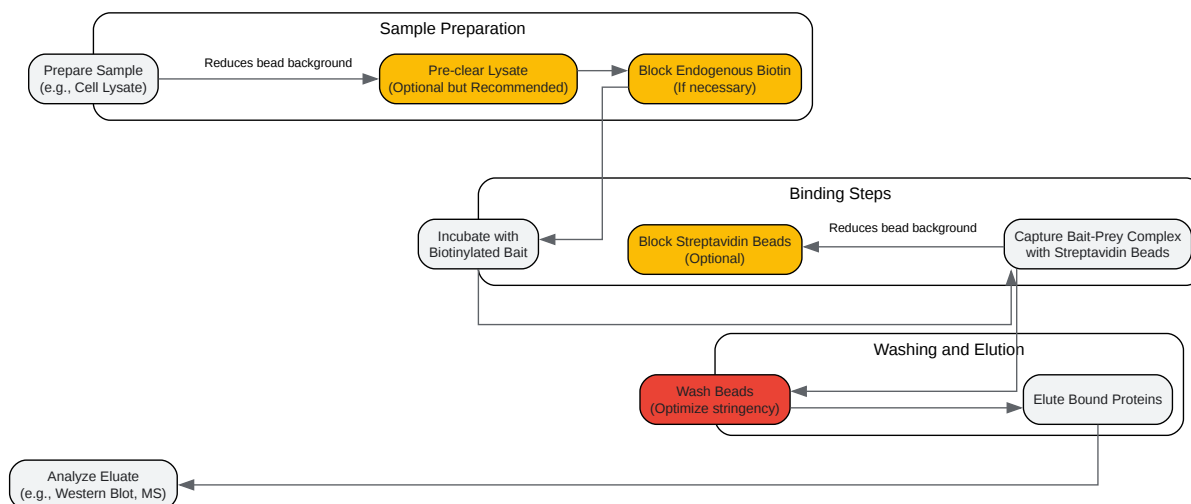 Sample Preparation
Prepare Sample
(e.g., Cell Lysate)
Reduces bead background
Pre-clear Lysate
(Optional but Recommended)
Block Endogenous Biotin
(If necessary)
Binding Steps
Incubate with
Biotinylated Bait
Block Streptavidin Beads
(Optional)
Reduces bead background
Capture Bait-Prey Complex
with Streptavidin Beads
Washing and Elution
Wash Beads
(Optimize stringency)
Elute Bound Proteins
Analyze Eluate
(e.g., Western Blot, MS)